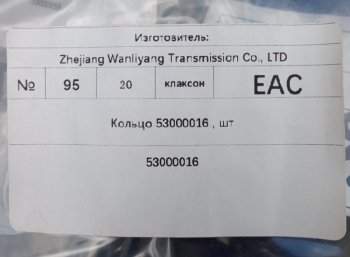 Изготовитель:
Zhejiang Wanliyang Transmission Co., LTD
№ 95 20 клаксон EAC
Кольцо 53000016 , шт
53000016